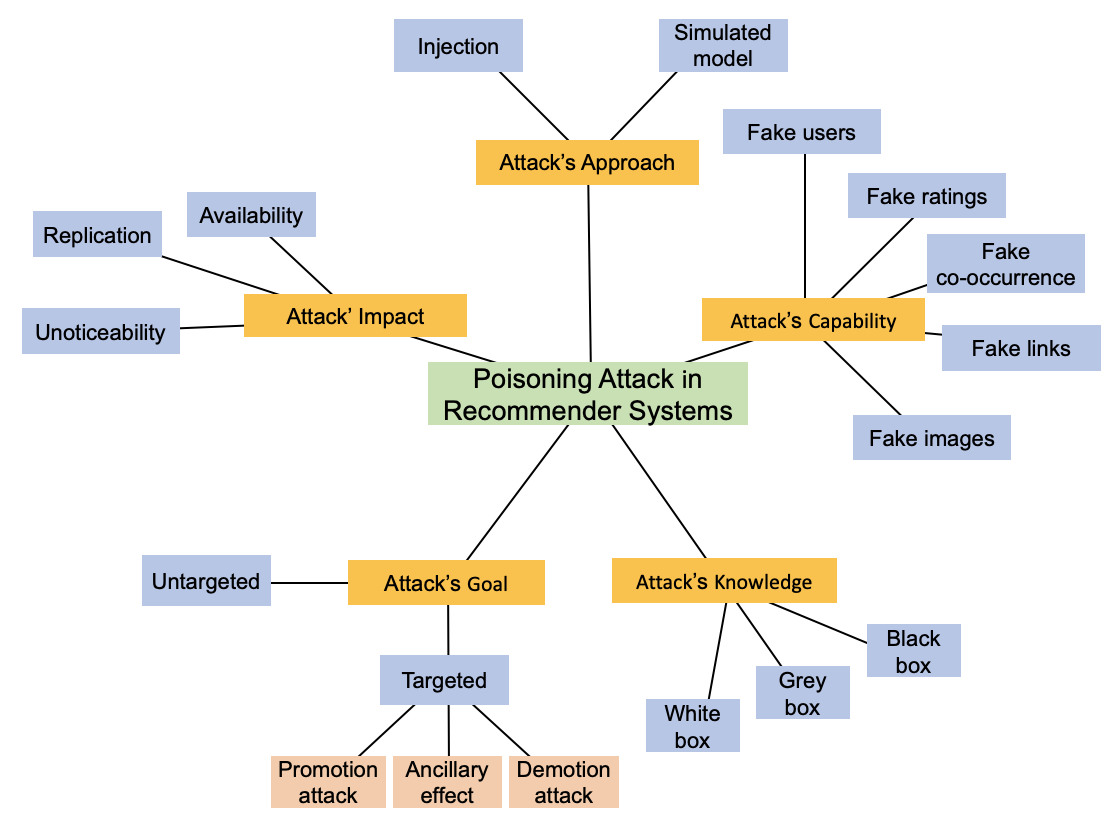 Injection
Simulated
model
Attack's Approach
Fake users
Fake ratings
Fake
co-occurrence
Attack's Capability
Fake links
Fake images
Availability
Replication
Unoticeability
Attack' Impact
Poisoning Attack in
Recommender Systems
Untargeted
Attack's Goal
Targeted
Promotion
attack
Ancillary
effect
Demotion
attack
Attack's Knowledge
White
box
Grey
box
Black
box